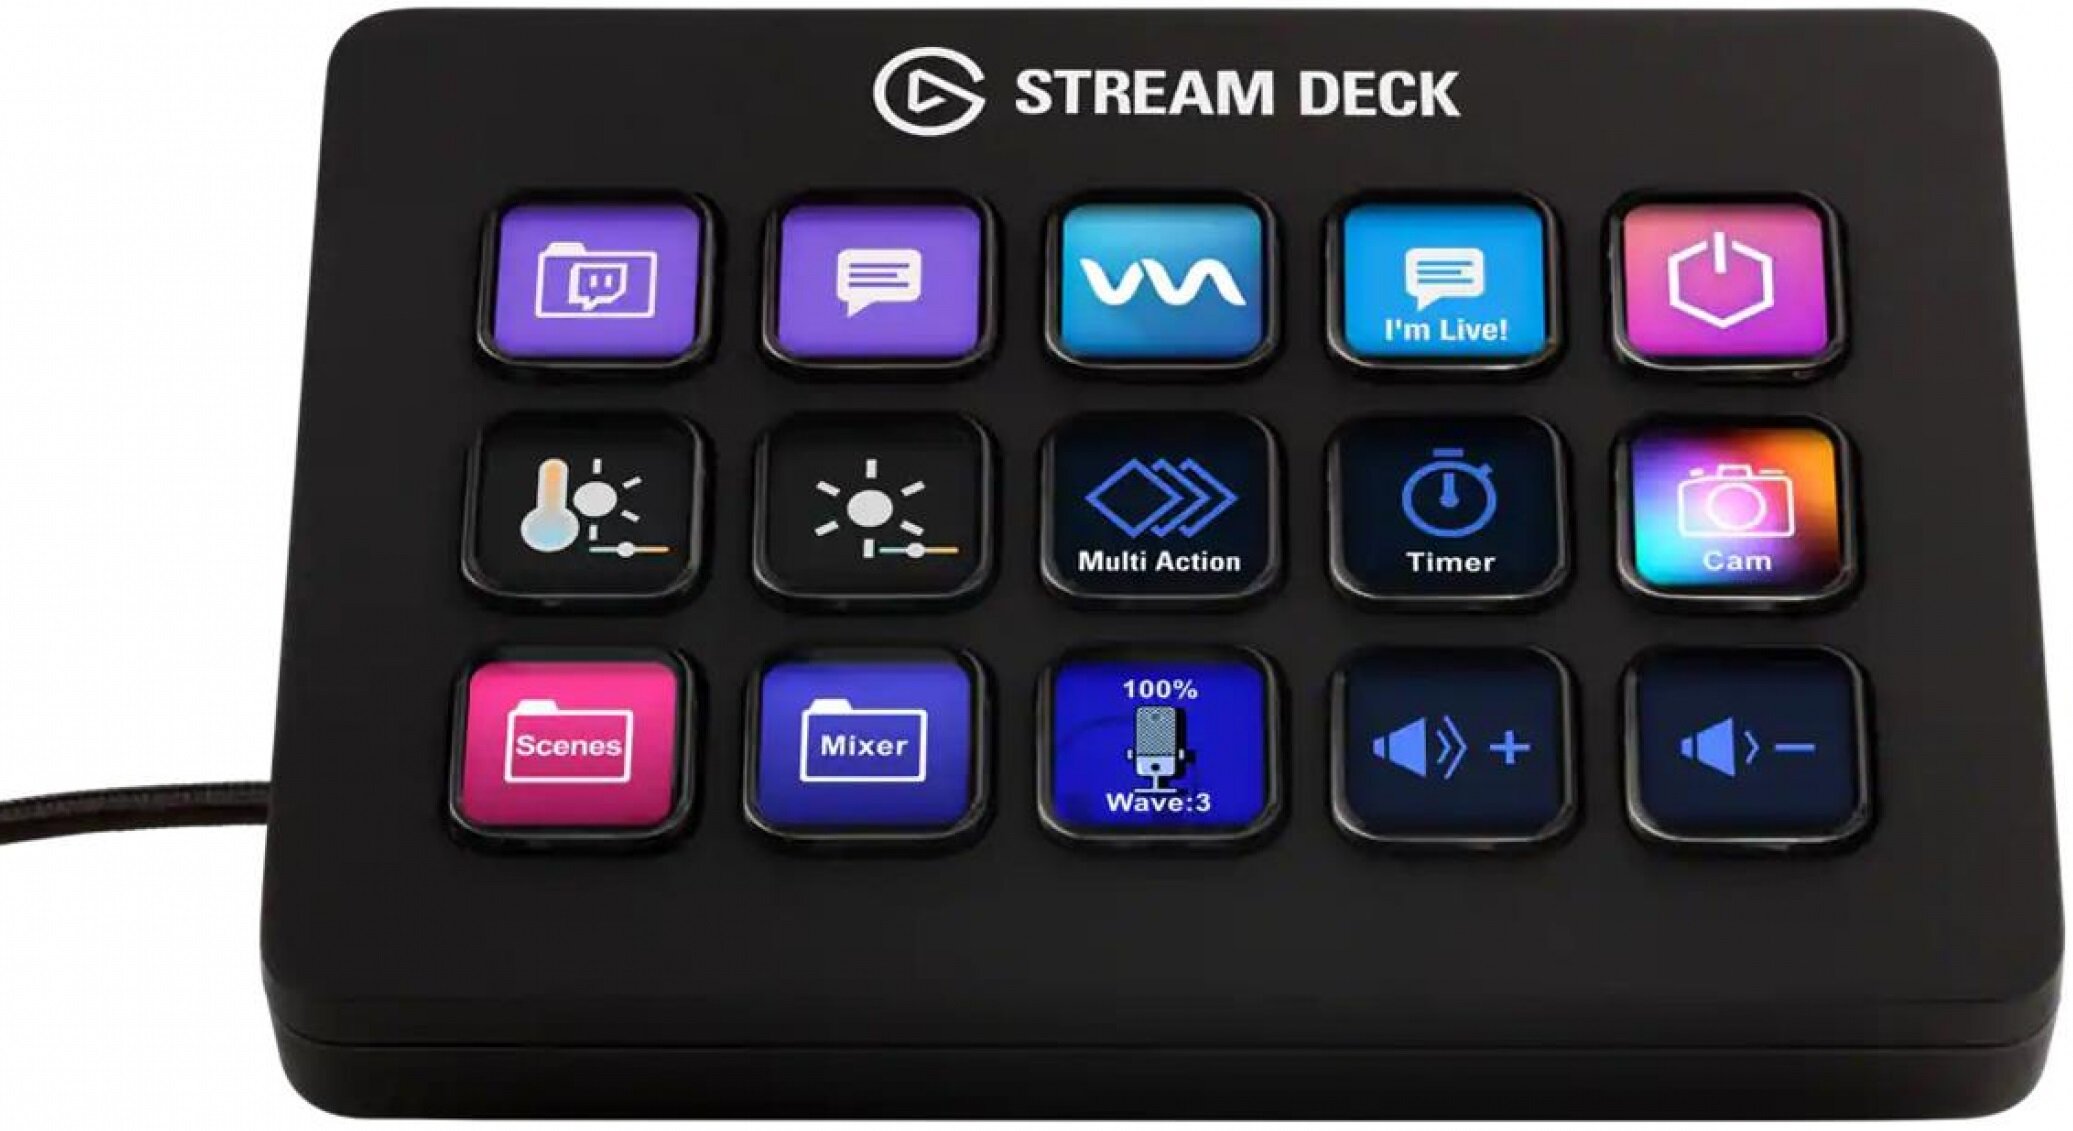 STREAM DECK
I'm Live!
Multi Action
Timer
Cam
Scenes
Mixer
100%
Wave:3